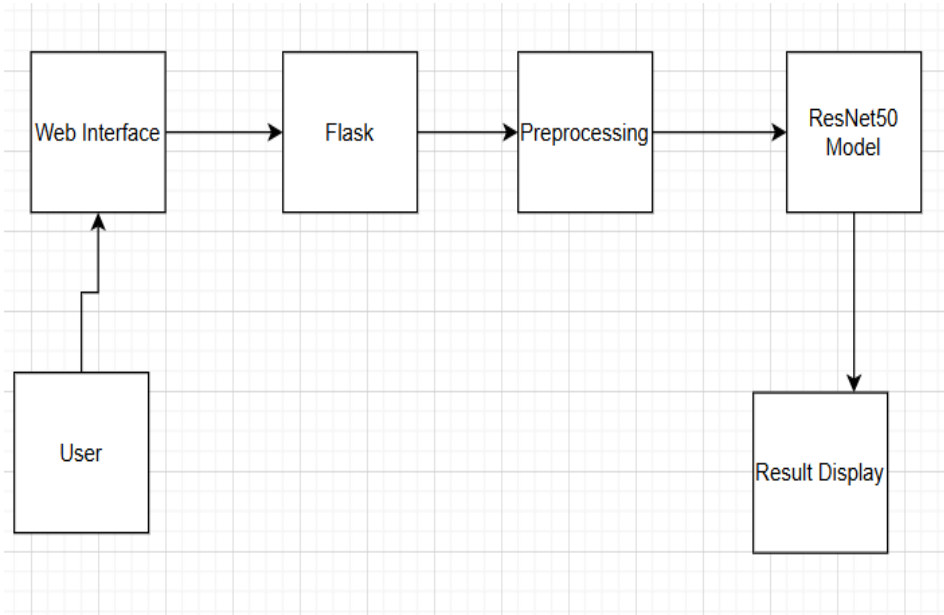 Web Interface
Flask
Preprocessing
ResNet50
Model
User
Result Display